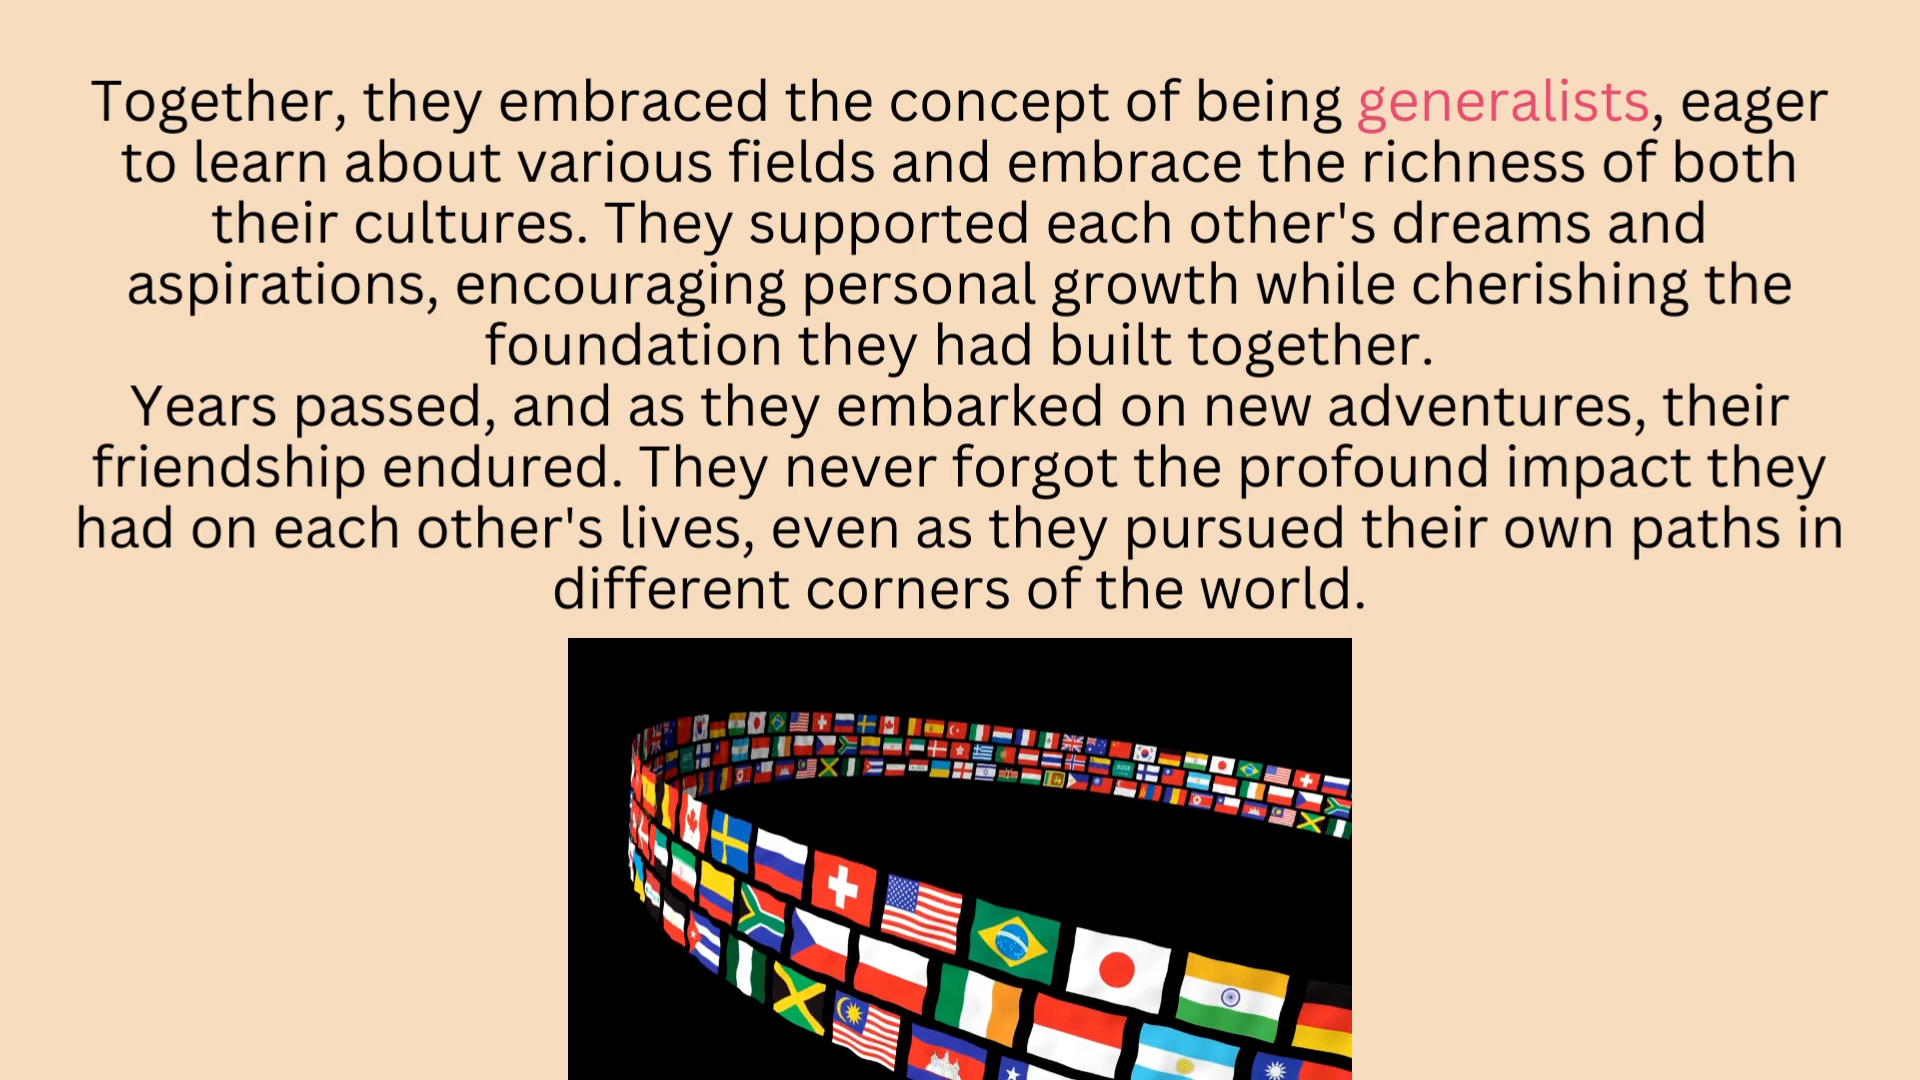 Together, they embraced the concept of being generalists, eager
to learn about various fields and embrace the richness of both
their cultures. They supported each other's dreams and
aspirations, encouraging personal growth while cherishing the
foundation they had built together.
Years passed, and as they embarked on new adventures, their
friendship endured. They never forgot the profound impact they
had on each other's lives, even as they pursued their own paths in
different corners of the world.